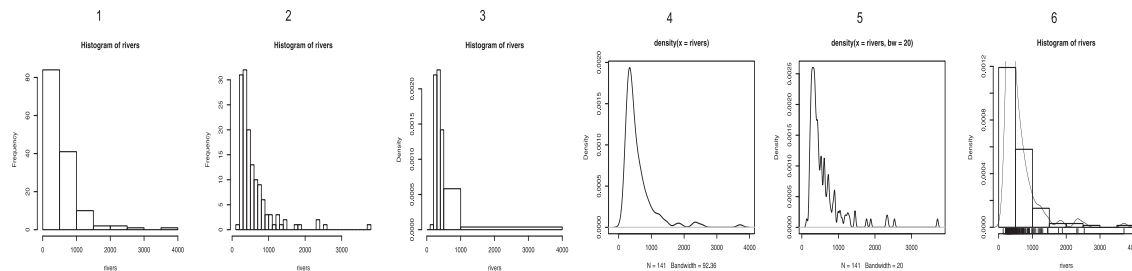 1
Histogram of rivers
Frequency
0 20 40 60 80
0 1000 2000 3000 4000
rivers
2
Histogram of rivers
Frequency
0 5 10 15 20 25 30
0 1000 2000 3000
rivers
3
Histogram of rivers
Density
0.0000 0.0005 0.0010 0.0015 0.0020
0 1000 2000 3000 4000
rivers
4
density(x = rivers)
Density
0.0000 0.0005 0.0010 0.0015 0.0020
0 1000 2000 3000 4000
N = 141 Bandwidth = 92.36
5
density(x = rivers, bw = 20)
Density
0.0000 0.0005 0.0010 0.0015 0.0020 0.0025
0 1000 2000 3000
N = 141 Bandwidth = 20
6
Histogram of rivers
Density
0.0000 0.0004 0.0008 0.0012
0 1000 2000 3000 4000
rivers